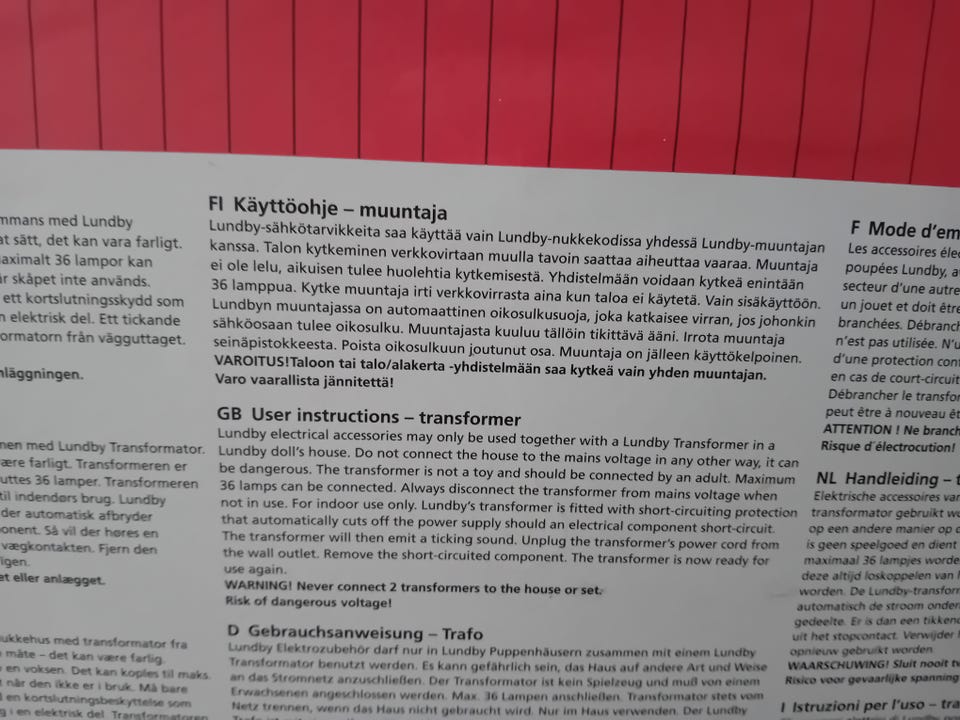 mmans med Lundby
at sätt, det kan vara farligt.
Maximalt 36 lampor kan
är skåpet inte används.
ett kortslutningsskydd som
n elektrisk del. Ett tickande
formatorn från vägguttaget.
nläggningen.
men med Lundby Transformator.
ære farligt. Transformeren er
uttes 36 lamper. Transformeren
til indendørs brug. Lundby
der automatisk afbryder
onent. Så vil der høres en
vægkontakten. Fjern den
igen.
et eller anlægget.
ukkehus med transformator fra
måte – det kan være farlig.
en voksen. Det kan koples til maks.
når den ikke er i bruk. Må bare
en kortslutningsbeskyttelse som
i en elektrisk del. Transformatoren
FI Käyttöohje – muuntaja
Lundby-sähkötarvikkeita saa käyttää vain Lundby-nukkekodissa yhdessä Lundby-muuntajan
kanssa. Talon kytkeminen verkkovirtaan muulla tavoin saattaa aiheuttaa vaaraa. Muuntaja
ei ole lelu, aikuisen tulee huolehtia kytkemisestä. Yhdistelmään voidaan kytkeä enintään
36 lamppua. Kytke muuntaja irti verkkovirrasta aina kun taloa ei käytetä. Vain sisäkäyttöön.
Lundbyn muuntajassa on automaattinen oikosulkusuoja, joka katkaisee virran, jos johonkin
sähköosaan tulee oikosulku. Muuntajasta kuuluu tällöin tikittävä ääni. Irrota muuntaja
seinäpistokkeesta. Poista oikosulkuun joutunut osa. Muuntaja on jälleen käyttökelpoinen.
VAROITUS!Taloon tai talo/alakerta -yhdistelmään saa kytkeä vain yhden muuntajan.
Varo vaarallista jännitettä!
GB User instructions – transformer
Lundby electrical accessories may only be used together with a Lundby Transformer in a
Lundby doll's house. Do not connect the house to the mains voltage in any other way, it can
be dangerous. The transformer is not a toy and should be connected by an adult. Maximum
36 lamps can be connected. Always disconnect the transformer from mains voltage when
not in use. For indoor use only. Lundby's transformer is fitted with short-circuiting protection
that automatically cuts off the power supply should an electrical component short-circuit.
The transformer will then emit a ticking sound. Unplug the transformer's power cord from
the wall outlet. Remove the short-circuited component. The transformer is now ready for
use again.
WARNING! Never connect 2 transformers to the house or set.
Risk of dangerous voltage!
D Gebrauchsanweisung – Trafo
Lundby Elektrozubehör darf nur in Lundby Puppenhäusern zusammen mit einem Lundby
Transformator benutzt werden. Es kann gefährlich sein, das Haus auf andere Art und Weise
an das Stromnetz anzuschließen. Der Transformator ist kein Spielzeug und muß von einem
Erwachsenen angeschlossen werden. Max. 36 Lampen anschließen. Transformator stets vom
Netz trennen, wenn das Haus nicht gebraucht wird. Nur im Haus verwenden. Der Lundby
F Mode d'em
Les accessoires élec
poupées Lundby, av
secteur d'une autre
un jouet et doit être
branchées. Débranch
n'est pas utilisée. N'u
d'une protection con
en cas de court-circuit
Débrancher le transfor
peut être à nouveau ét
ATTENTION ! Ne branch
Risque d'électrocution!
NL Handleiding – t
Elektrische accessoires van
transformator gebruikt wo
op een andere manier op d
is geen speelgoed en dient
maximaal 36 lampjes worde
deze altijd loskoppelen van h
worden. De Lundby-transform
automatisch de stroom onder
gedeelte. Er is dan een tikkend
uit het stopcontact. Verwijder h
opnieuw gebruikt worden
WAARSCHUWING! Sluit nooit tw
Risico voor gevaarlijke spanning
I Istruzioni per l'uso – tra